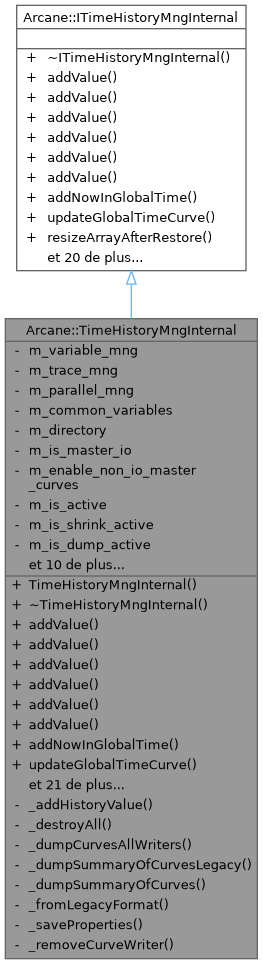 Arcane::ITimeHistoryMngInternal
+ ~ITimeHistoryMngInternal()
+ addValue()
+ addValue()
+ addValue()
+ addValue()
+ addValue()
+ addValue()
+ addNowInGlobalTime()
+ updateGlobalTimeCurve()
+ resizeArrayAfterRestore()
et 20 de plus...
Arcane::TimeHistoryMngInternal
- m_variable_mng
- m_trace_mng
- m_parallel_mng
- m_common_variables
- m_directory
- m_is_master_io
- m_enable_non_io_master
_curves
- m_is_active
- m_is_shrink_active
- m_is_dump_active
et 10 de plus...
+ TimeHistoryMngInternal()
+ ~TimeHistoryMngInternal()
+ addValue()
+ addValue()
+ addValue()
+ addValue()
+ addValue()
+ addValue()
+ addNowInGlobalTime()
+ updateGlobalTimeCurve()
et 21 de plus...
- _addHistoryValue()
- _destroyAll()
- _dumpCurvesAllWriters()
- _dumpSummaryOfCurvesLegacy()
- _dumpSummaryOfCurves()
- _fromLegacyFormat()
- _saveProperties()
- _removeCurveWriter()